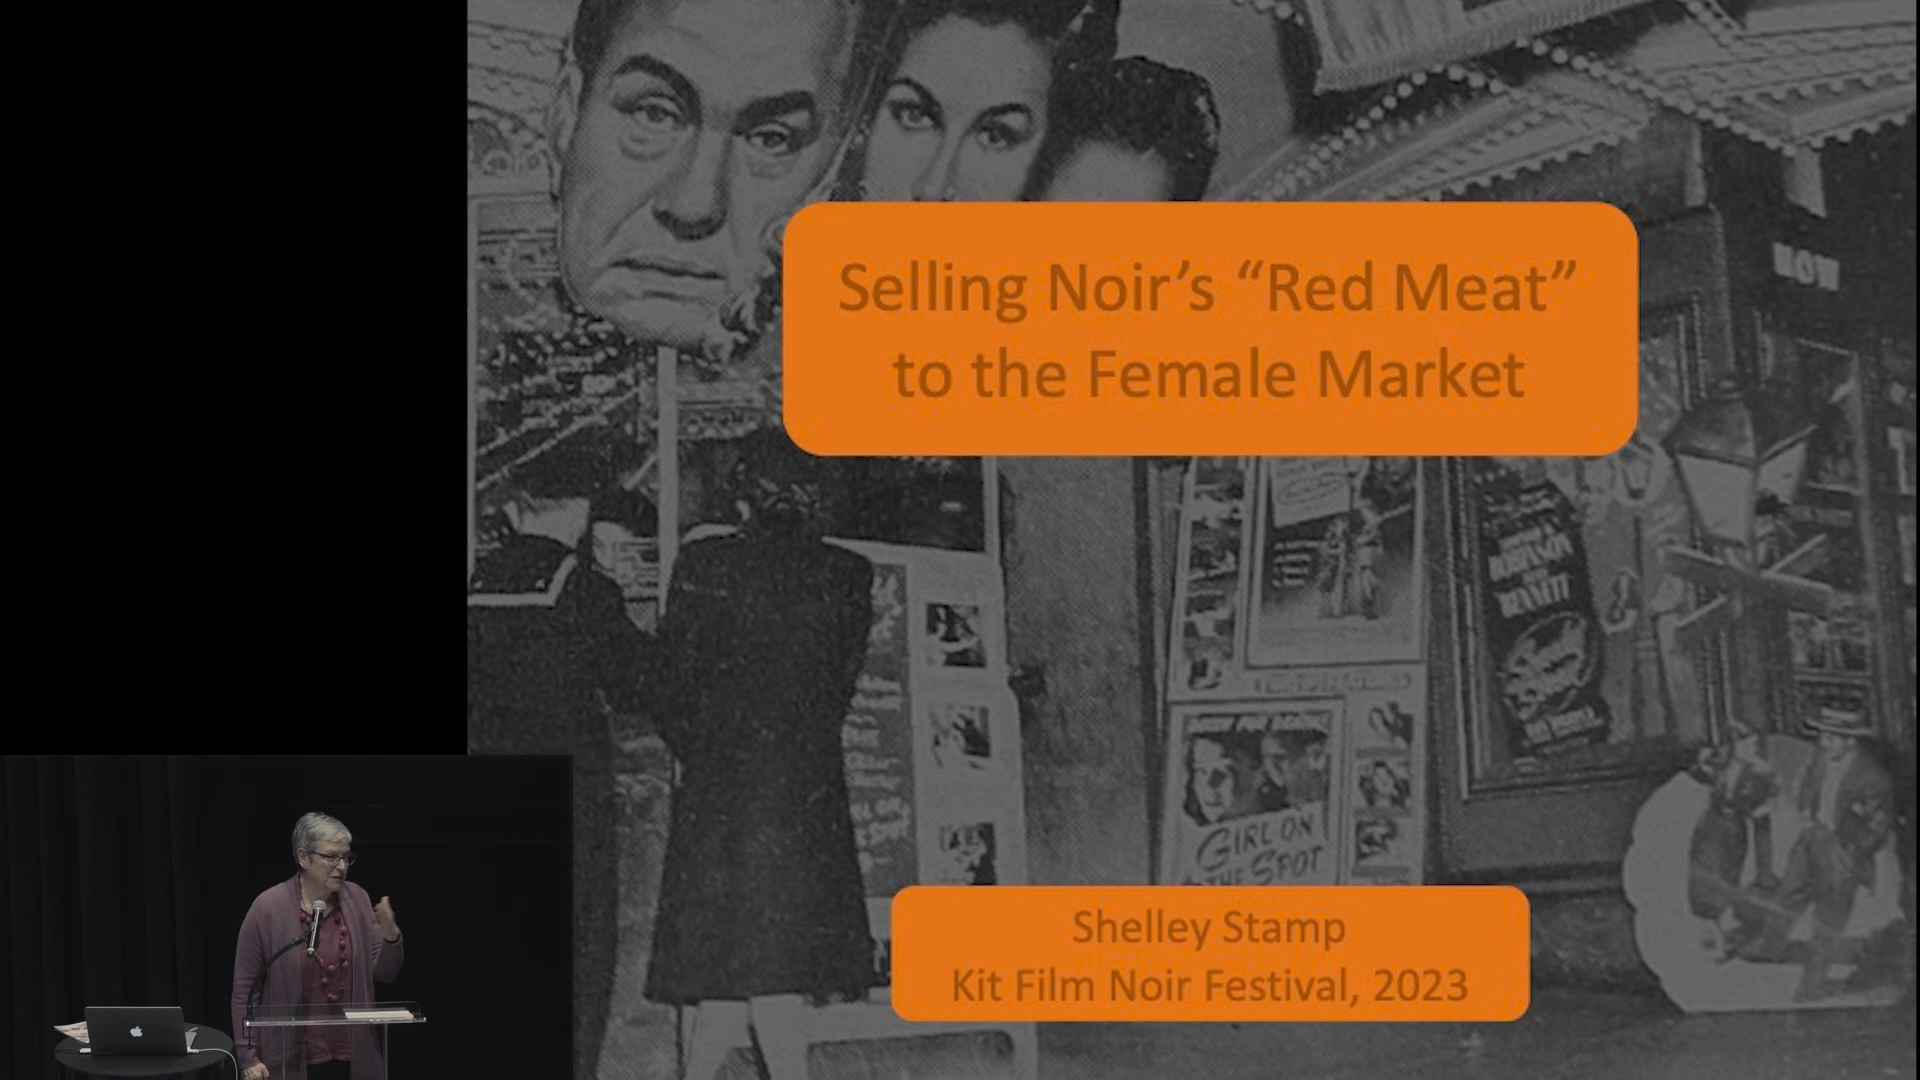 Selling Noir’s “Red Meat”
to the Female Market
NOW
ROBINSON
BENNETT
GIRL ON
THE SPOT
Shelley Stamp
Kit Film Noir Festival, 2023